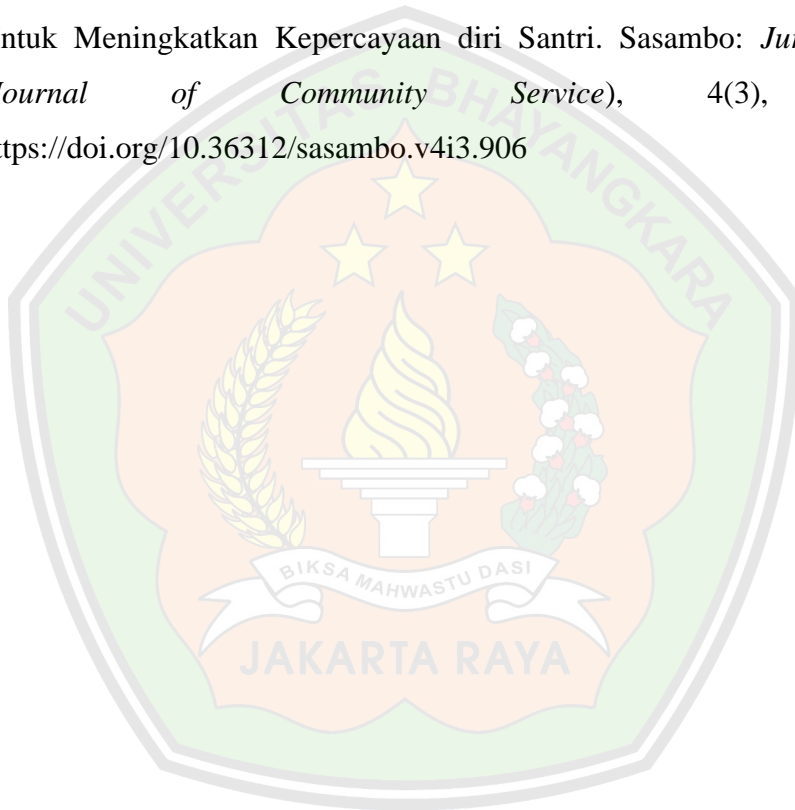 ntuk Meningkatkan Kepercayaan diri Santri. Sasambo: Jur
Journal of Community Service), 4(3),
ttps://doi.org/10.36312/sasambo.v4i3.906
UNIVERSITAS BHAYANGKARA
BIKSA MAHWASTU DASI
JAKARTA RAYA